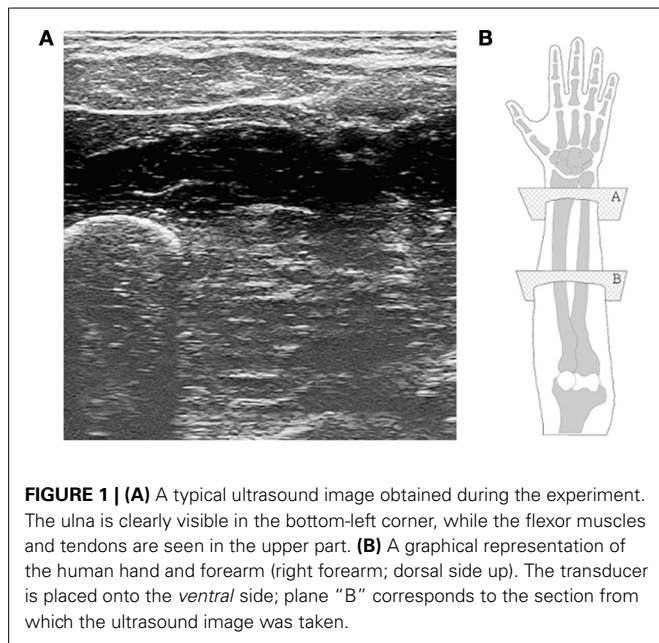 A
B
A
B
FIGURE 1 | (A) A typical ultrasound image obtained during the experiment.
The ulna is clearly visible in the bottom-left corner, while the flexor muscles
and tendons are seen in the upper part. (B) A graphical representation of
the human hand and forearm (right forearm; dorsal side up). The transducer
is placed onto the ventral side; plane “B” corresponds to the section from
which the ultrasound image was taken.